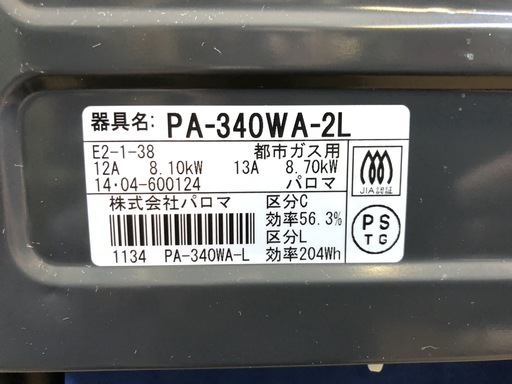 器具名: PA-340WA-2L
E2-1-38 都市ガス用
12A 8.10kW 13A 8.70kW
14・04-600124 パロマ
JIA認証
株式会社パロマ 区分C
効率56.3%
区分L
1134 PA-340WA-L 効率204Wh
PS
TG